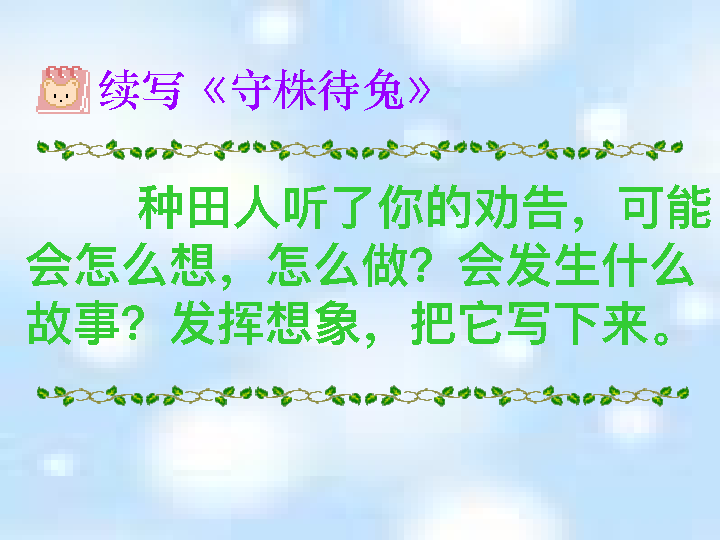 续写《守株待兔》
种田人听了你的劝告，可能
会怎么想，怎么做？会发生什么
故事？发挥想象，把它写下来。